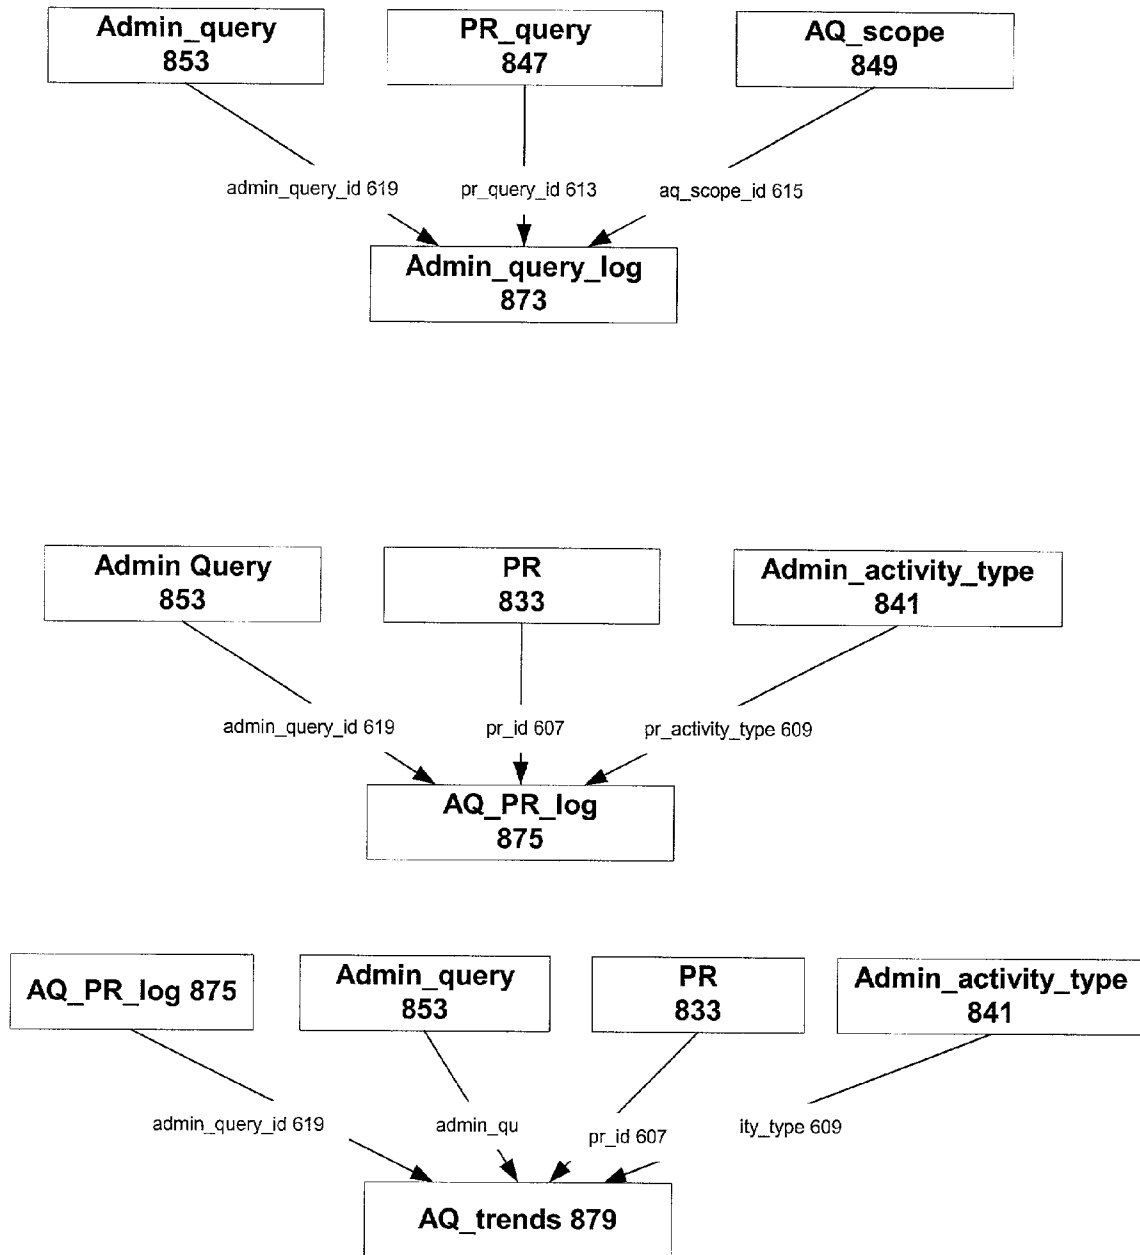 Admin_query
853
PR_query
847
AQ_scope
849
admin_query_id 619
pr_query_id 613
aq_scope_id 615
Admin_query_log
873
Admin Query
853
PR
833
Admin_activity_type
841
admin_query_id 619
pr_id 607
pr_activity_type 609
AQ_PR_log
875
AQ_PR_log 875
Admin_query
853
PR
833
Admin_activity_type
841
admin_query_id 619
admin_qu
pr_id 607
ity_type 609
AQ_trends 879